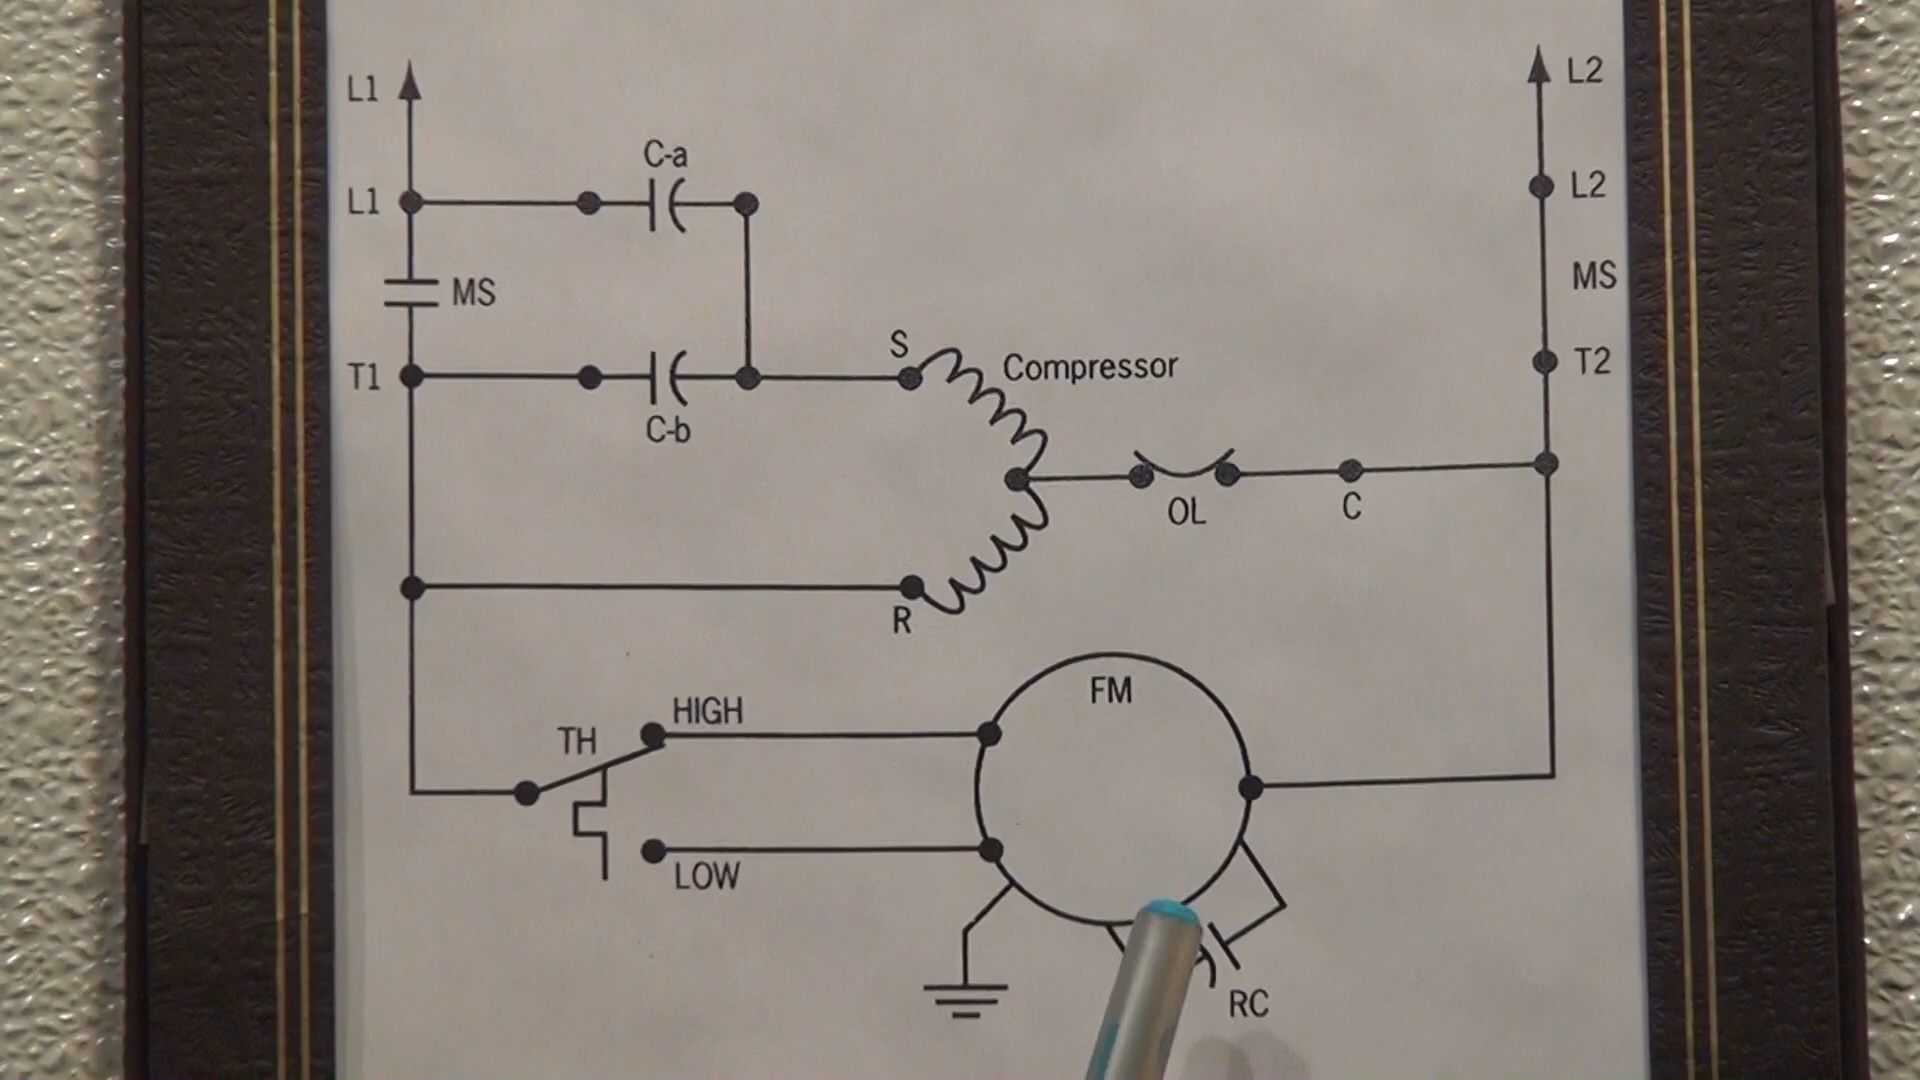 L1
L2
C-a
L1
L2
MS
MS
S
Compressor
T1
T2
C-b
OL
C
R
FM
HIGH
TH
LOW
RC